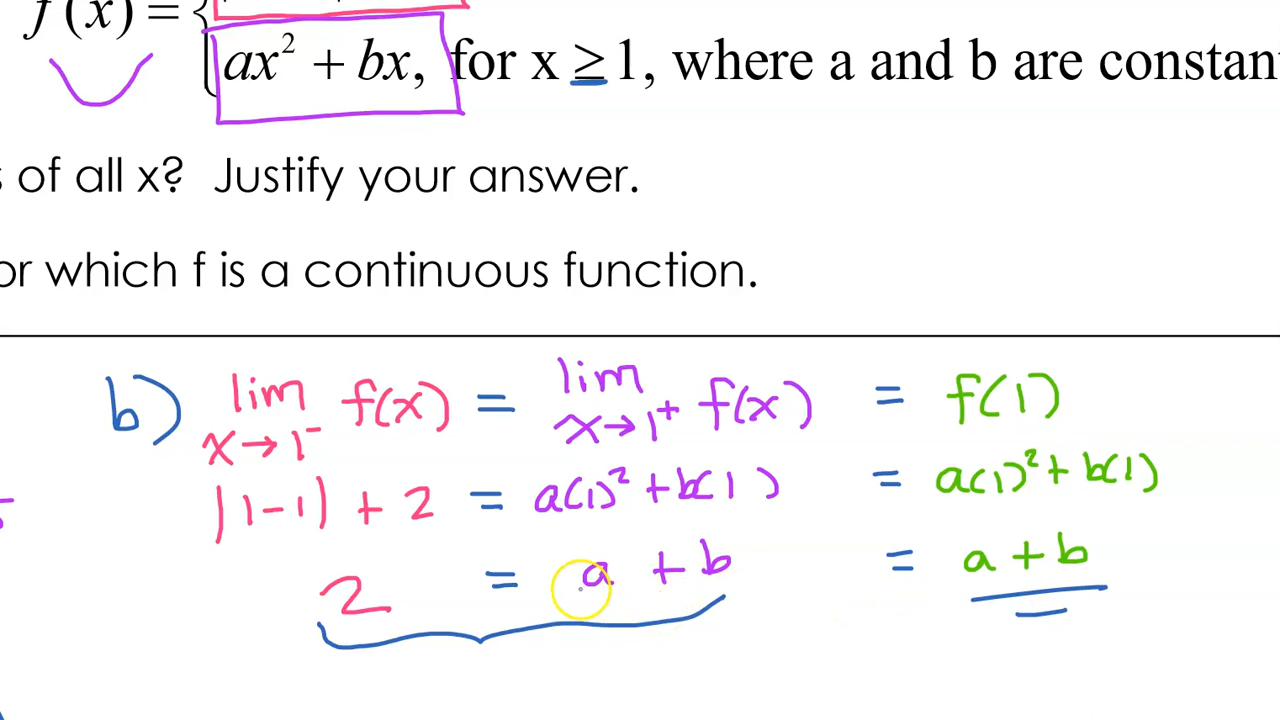 f(x) = {
ax² + bx, for x ≥ 1, where a and b are constan
of all x? Justify your answer.
or which f is a continuous function.
b) lim x→1⁻ f(x) = lim x→1⁺ f(x) = f(1)
|1-1| + 2 = a(1)² + b(1) = a(1)² + b(1)
2 = a + b = a + b